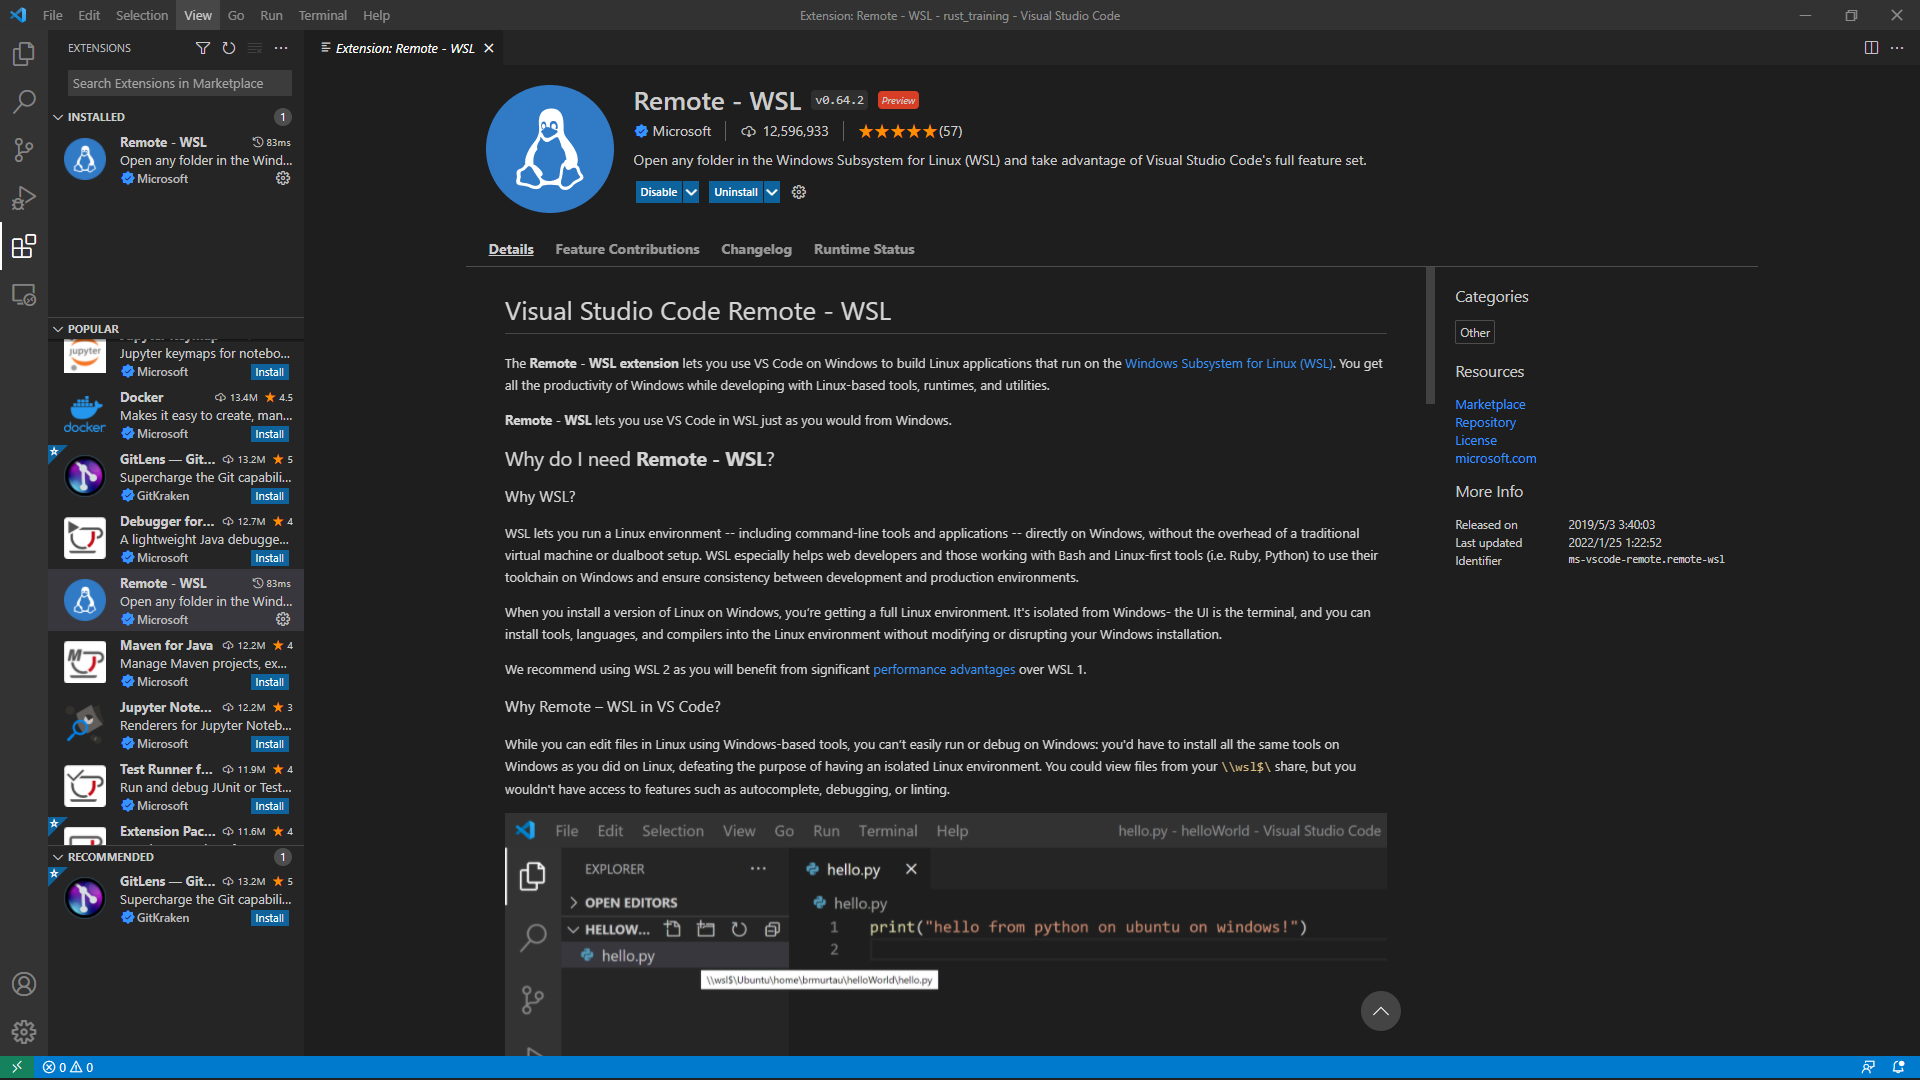 File Edit Selection View Go Run Terminal Help
Extension: Remote - WSL - rust_training - Visual Studio Code
EXTENSIONS
Search Extensions in Marketplace
INSTALLED 1
Remote - WSL 83ms
Open any folder in the Wind...
Microsoft
POPULAR
jupyter
Jupyter keymaps for notebo...
Microsoft Install
Docker 13.4M 4.5
Makes it easy to create, man...
docker
Microsoft Install
GitLens — Git... 13.2M 5
Supercharge the Git capabili...
GitKraken Install
Debugger for... 12.7M 4
A lightweight Java debugge...
Microsoft Install
Remote - WSL 83ms
Open any folder in the Wind...
Microsoft
Maven for Java 12.2M 4
Manage Maven projects, ex...
Microsoft Install
Jupyter Note... 12.2M 3
Renderers for Jupyter Noteb...
Microsoft Install
Test Runner f... 11.9M 4
Run and debug JUnit or Test...
Microsoft Install
Extension Pac... 11.6M 4
RECOMMENDED 1
GitLens — Git... 13.2M 5
Supercharge the Git capabili...
GitKraken Install
Extension: Remote - WSL
Remote - WSL v0.64.2 Preview
Microsoft 12,596,933 (57)
Open any folder in the Windows Subsystem for Linux (WSL) and take advantage of Visual Studio Code's full feature set.
Disable Uninstall
Details Feature Contributions Changelog Runtime Status
Visual Studio Code Remote - WSL
The Remote - WSL extension lets you use VS Code on Windows to build Linux applications that run on the Windows Subsystem for Linux (WSL). You get
all the productivity of Windows while developing with Linux-based tools, runtimes, and utilities.
Remote - WSL lets you use VS Code in WSL just as you would from Windows.
Why do I need Remote - WSL?
Why WSL?
WSL lets you run a Linux environment -- including command-line tools and applications -- directly on Windows, without the overhead of a traditional
virtual machine or dualboot setup. WSL especially helps web developers and those working with Bash and Linux-first tools (i.e. Ruby, Python) to use their
toolchain on Windows and ensure consistency between development and production environments.
When you install a version of Linux on Windows, you’re getting a full Linux environment. It's isolated from Windows- the UI is the terminal, and you can
install tools, languages, and compilers into the Linux environment without modifying or disrupting your Windows installation.
We recommend using WSL 2 as you will benefit from significant performance advantages over WSL 1.
Why Remote – WSL in VS Code?
While you can edit files in Linux using Windows-based tools, you can’t easily run or debug on Windows: you'd have to install all the same tools on
Windows as you did on Linux, defeating the purpose of having an isolated Linux environment. You could view files from your \\wsl$\ share, but you
wouldn't have access to features such as autocomplete, debugging, or linting.
File Edit Selection View Go Run Terminal Help hello.py - helloWorld - Visual Studio Code
EXPLORER
OPEN EDITORS
HELLOW...
hello.py
\\wsl$\Ubuntu\home\brmurtau\helloWorld\hello.py
hello.py
hello.py
1 print("hello from python on ubuntu on windows!")
2
Categories
Other
Resources
Marketplace
Repository
License
microsoft.com
More Info
Released on 2019/5/3 3:40:03
Last updated 2022/1/25 1:22:52
Identifier ms-vscode-remote.remote-wsl
0 0